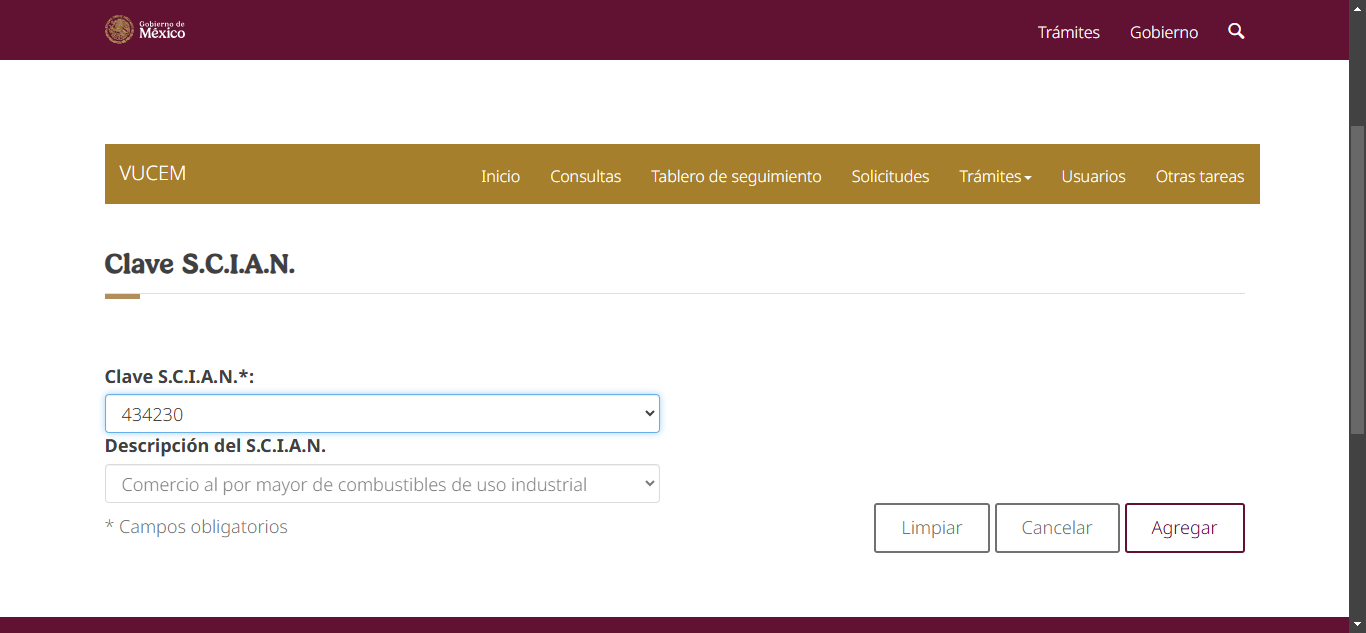 Gobierno de
México
Trámites Gobierno
VUCEM Inicio Consultas Tablero de seguimiento Solicitudes Trámites Usuarios Otras tareas
Clave S.C.I.A.N.
Clave S.C.I.A.N.*:
434230
Descripción del S.C.I.A.N.
Comercio al por mayor de combustibles de uso industrial
* Campos obligatorios
Limpiar Cancelar Agregar